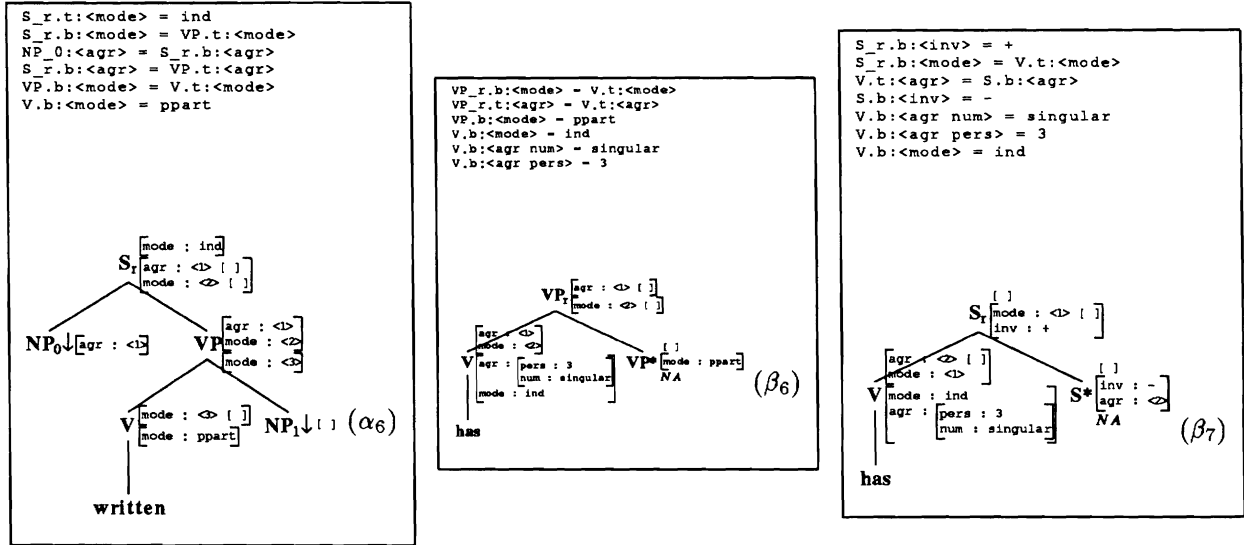 S_r.t:<mode> = ind
S_r.b:<mode> = VP.t:<mode>
NP_0:<agr> = S_r.b:<agr>
S_r.b:<agr> = VP.t:<agr>
VP.b:<mode> = V.t:<mode>
V.b:<mode> = ppart
[mode : ind]
S_r [agr : <1> [ ]
mode : <2> [ ]]
NP_0↓ [agr : <1>]
VP [agr : <1>
mode : <2>]
[mode : <3>]
V [mode : <3> [ ]]
[mode : ppart]
NP_1↓ [ ] (α_6)
written
VP_r.b:<mode> - V.t:<mode>
VP_r.t:<agr> - V.t:<agr>
VP.b:<mode> - ppart
V.b:<mode> - ind
V.b:<agr num> - singular
V.b:<agr pers> - 3
VP_r [agr : <1> [ ]]
[mode : <2> [ ]]
[agr : <1>
mode : <2>]
V [agr : [pers : 3
num : singular]
mode : ind]
[ ]
VP* [mode : ppart]
NA
(β_6)
has
S_r.b:<inv> = +
S_r.b:<mode> = V.t:<mode>
V.t:<agr> = S.b:<agr>
S.b:<inv> = -
V.b:<agr num> = singular
V.b:<agr pers> = 3
V.b:<mode> = ind
[ ]
S_r [mode : <1> [ ]
inv : +]
[agr : <2> [ ]
mode : <1>]
V [mode : ind
agr : [pers : 3
num : singular]]
[ ]
S* [inv : -
agr : <2>]
NA
(β_7)
has